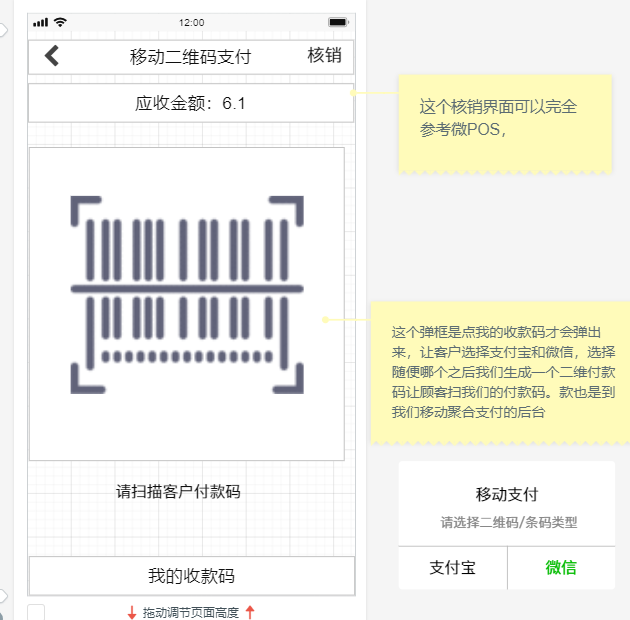 12:00
移动二维码支付
核销
应收金额：6.1
这个核销界面可以完全
参考微POS，
这个弹框是点我的收款码才会弹出
来，让客户选择支付宝和微信，选择
随便哪个之后我们生成一个二维付款
码让顾客扫我们的付款码。款也是到
我们移动聚合支付的后台
请扫描客户付款码
移动支付
请选择二维码/条码类型
支付宝
微信
我的收款码
拖动调节页面高度